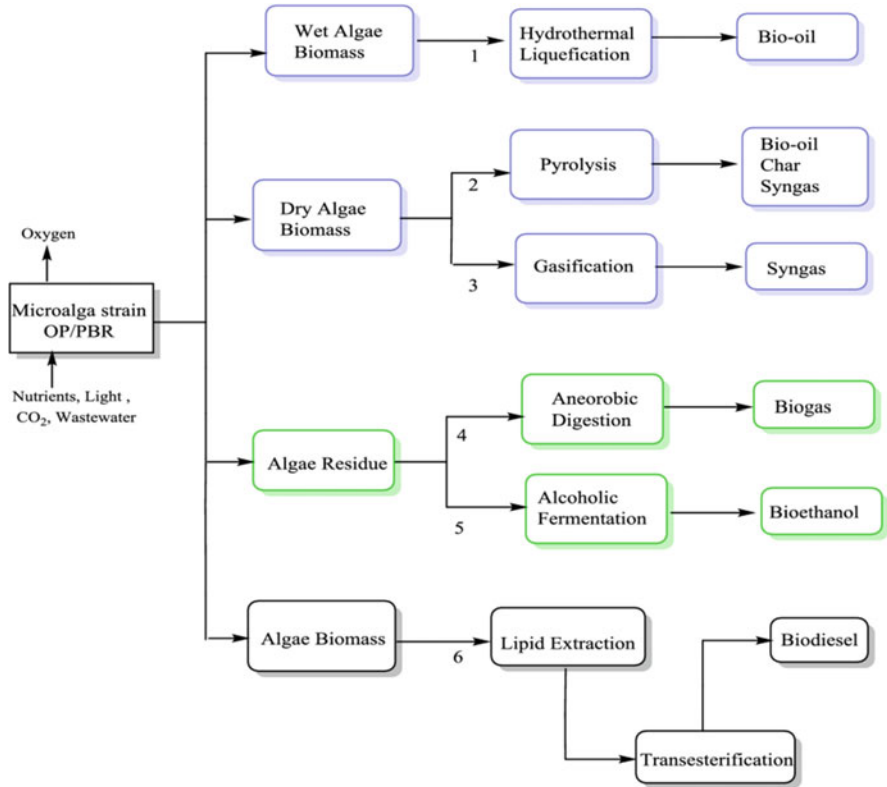 Wet Algae
Biomass
1
Hydrothermal
Liquefication
Bio-oil
Dry Algae
Biomass
2
Pyrolysis
Bio-oil
Char
Syngas
3
Gasification
Syngas
Oxygen
Microalga strain
OP/PBR
Nutrients, Light ,
CO₂, Wastewater
Algae Residue
4
Aneorobic
Digestion
Biogas
5
Alcoholic
Fermentation
Bioethanol
Algae Biomass
6
Lipid Extraction
Biodiesel
Transesterification